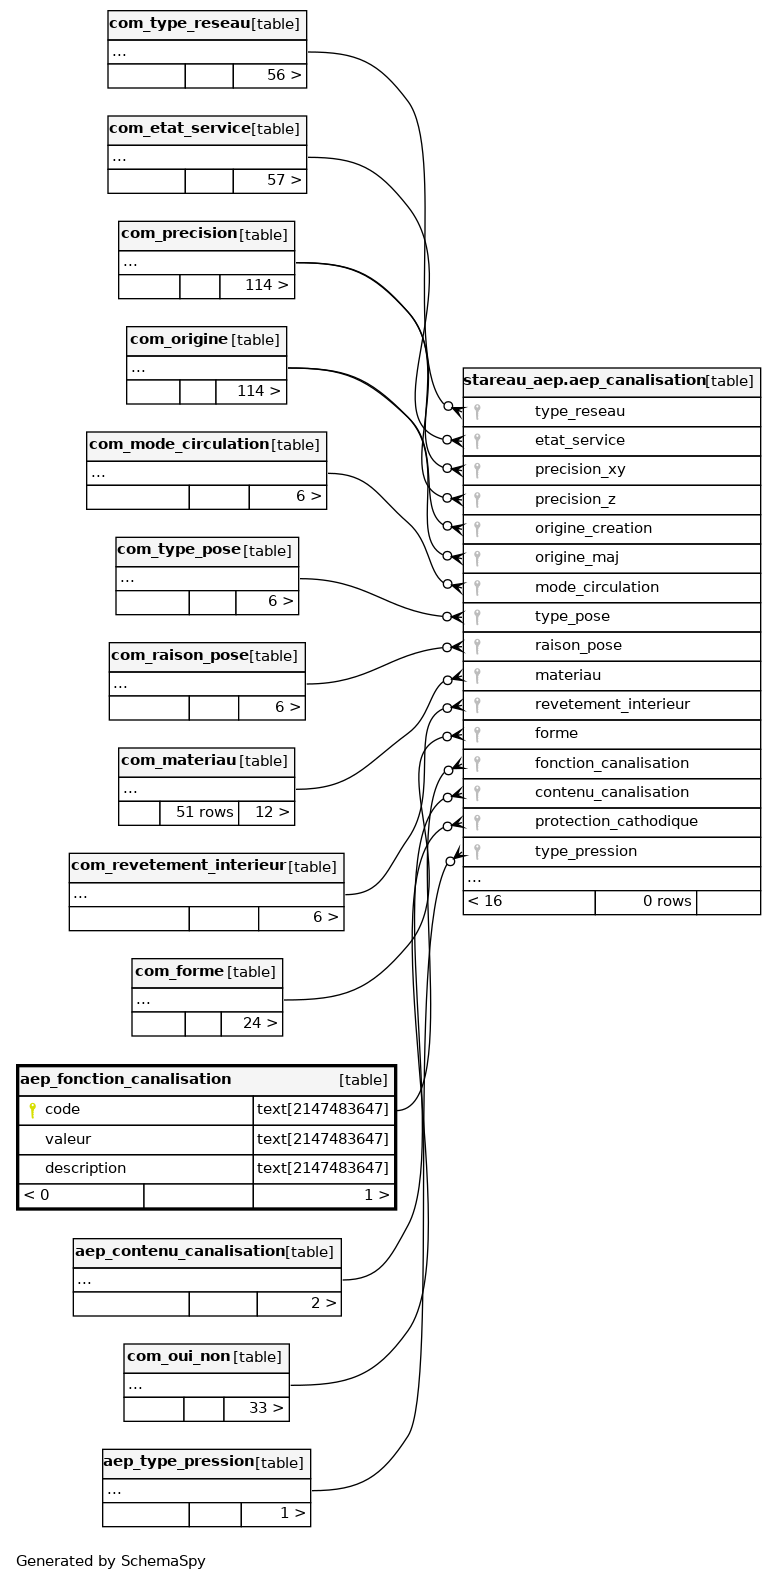 com_type_reseau [table]
...
56 >
com_etat_service [table]
...
57 >
com_precision [table]
...
114 >
com_origine [table]
...
114 >
com_mode_circulation [table]
...
6 >
com_type_pose [table]
...
6 >
com_raison_pose [table]
...
6 >
com_materiau [table]
...
51 rows 12 >
com_revetement_interieur [table]
...
6 >
com_forme [table]
...
24 >
aep_fonction_canalisation [table]
code text[2147483647]
valeur text[2147483647]
description text[2147483647]
< 0 1 >
aep_contenu_canalisation [table]
...
2 >
com_oui_non [table]
...
33 >
aep_type_pression [table]
...
1 >
stareau_aep.aep_canalisation [table]
type_reseau
etat_service
precision_xy
precision_z
origine_creation
origine_maj
mode_circulation
type_pose
raison_pose
materiau
revetement_interieur
forme
fonction_canalisation
contenu_canalisation
protection_cathodique
type_pression
...
< 16 0 rows
Generated by SchemaSpy